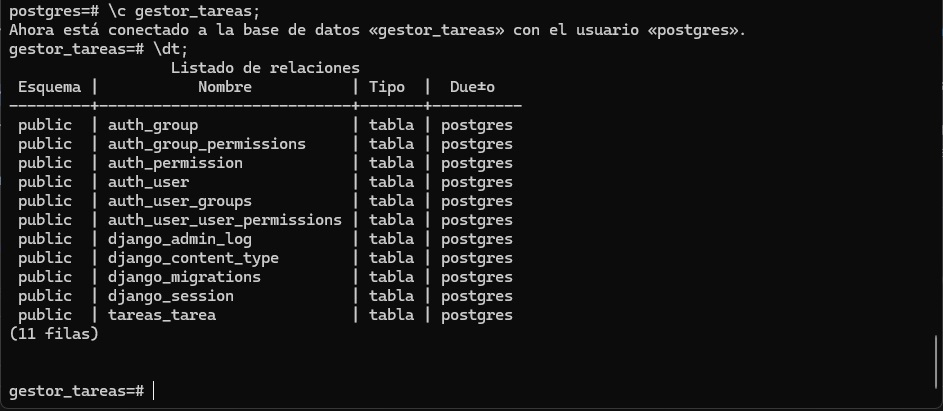 postgres=# \c gestor_tareas;
Ahora está conectado a la base de datos «gestor_tareas» con el usuario «postgres».
gestor_tareas=# \dt;
                  Listado de relaciones
 Esquema |           Nombre           | Tipo  |  Due±o
---------+----------------------------+-------+----------
 public  | auth_group                 | tabla | postgres
 public  | auth_group_permissions     | tabla | postgres
 public  | auth_permission            | tabla | postgres
 public  | auth_user                  | tabla | postgres
 public  | auth_user_groups           | tabla | postgres
 public  | auth_user_user_permissions | tabla | postgres
 public  | django_admin_log           | tabla | postgres
 public  | django_content_type        | tabla | postgres
 public  | django_migrations          | tabla | postgres
 public  | django_session             | tabla | postgres
 public  | tareas_tarea               | tabla | postgres
(11 filas)
gestor_tareas=#